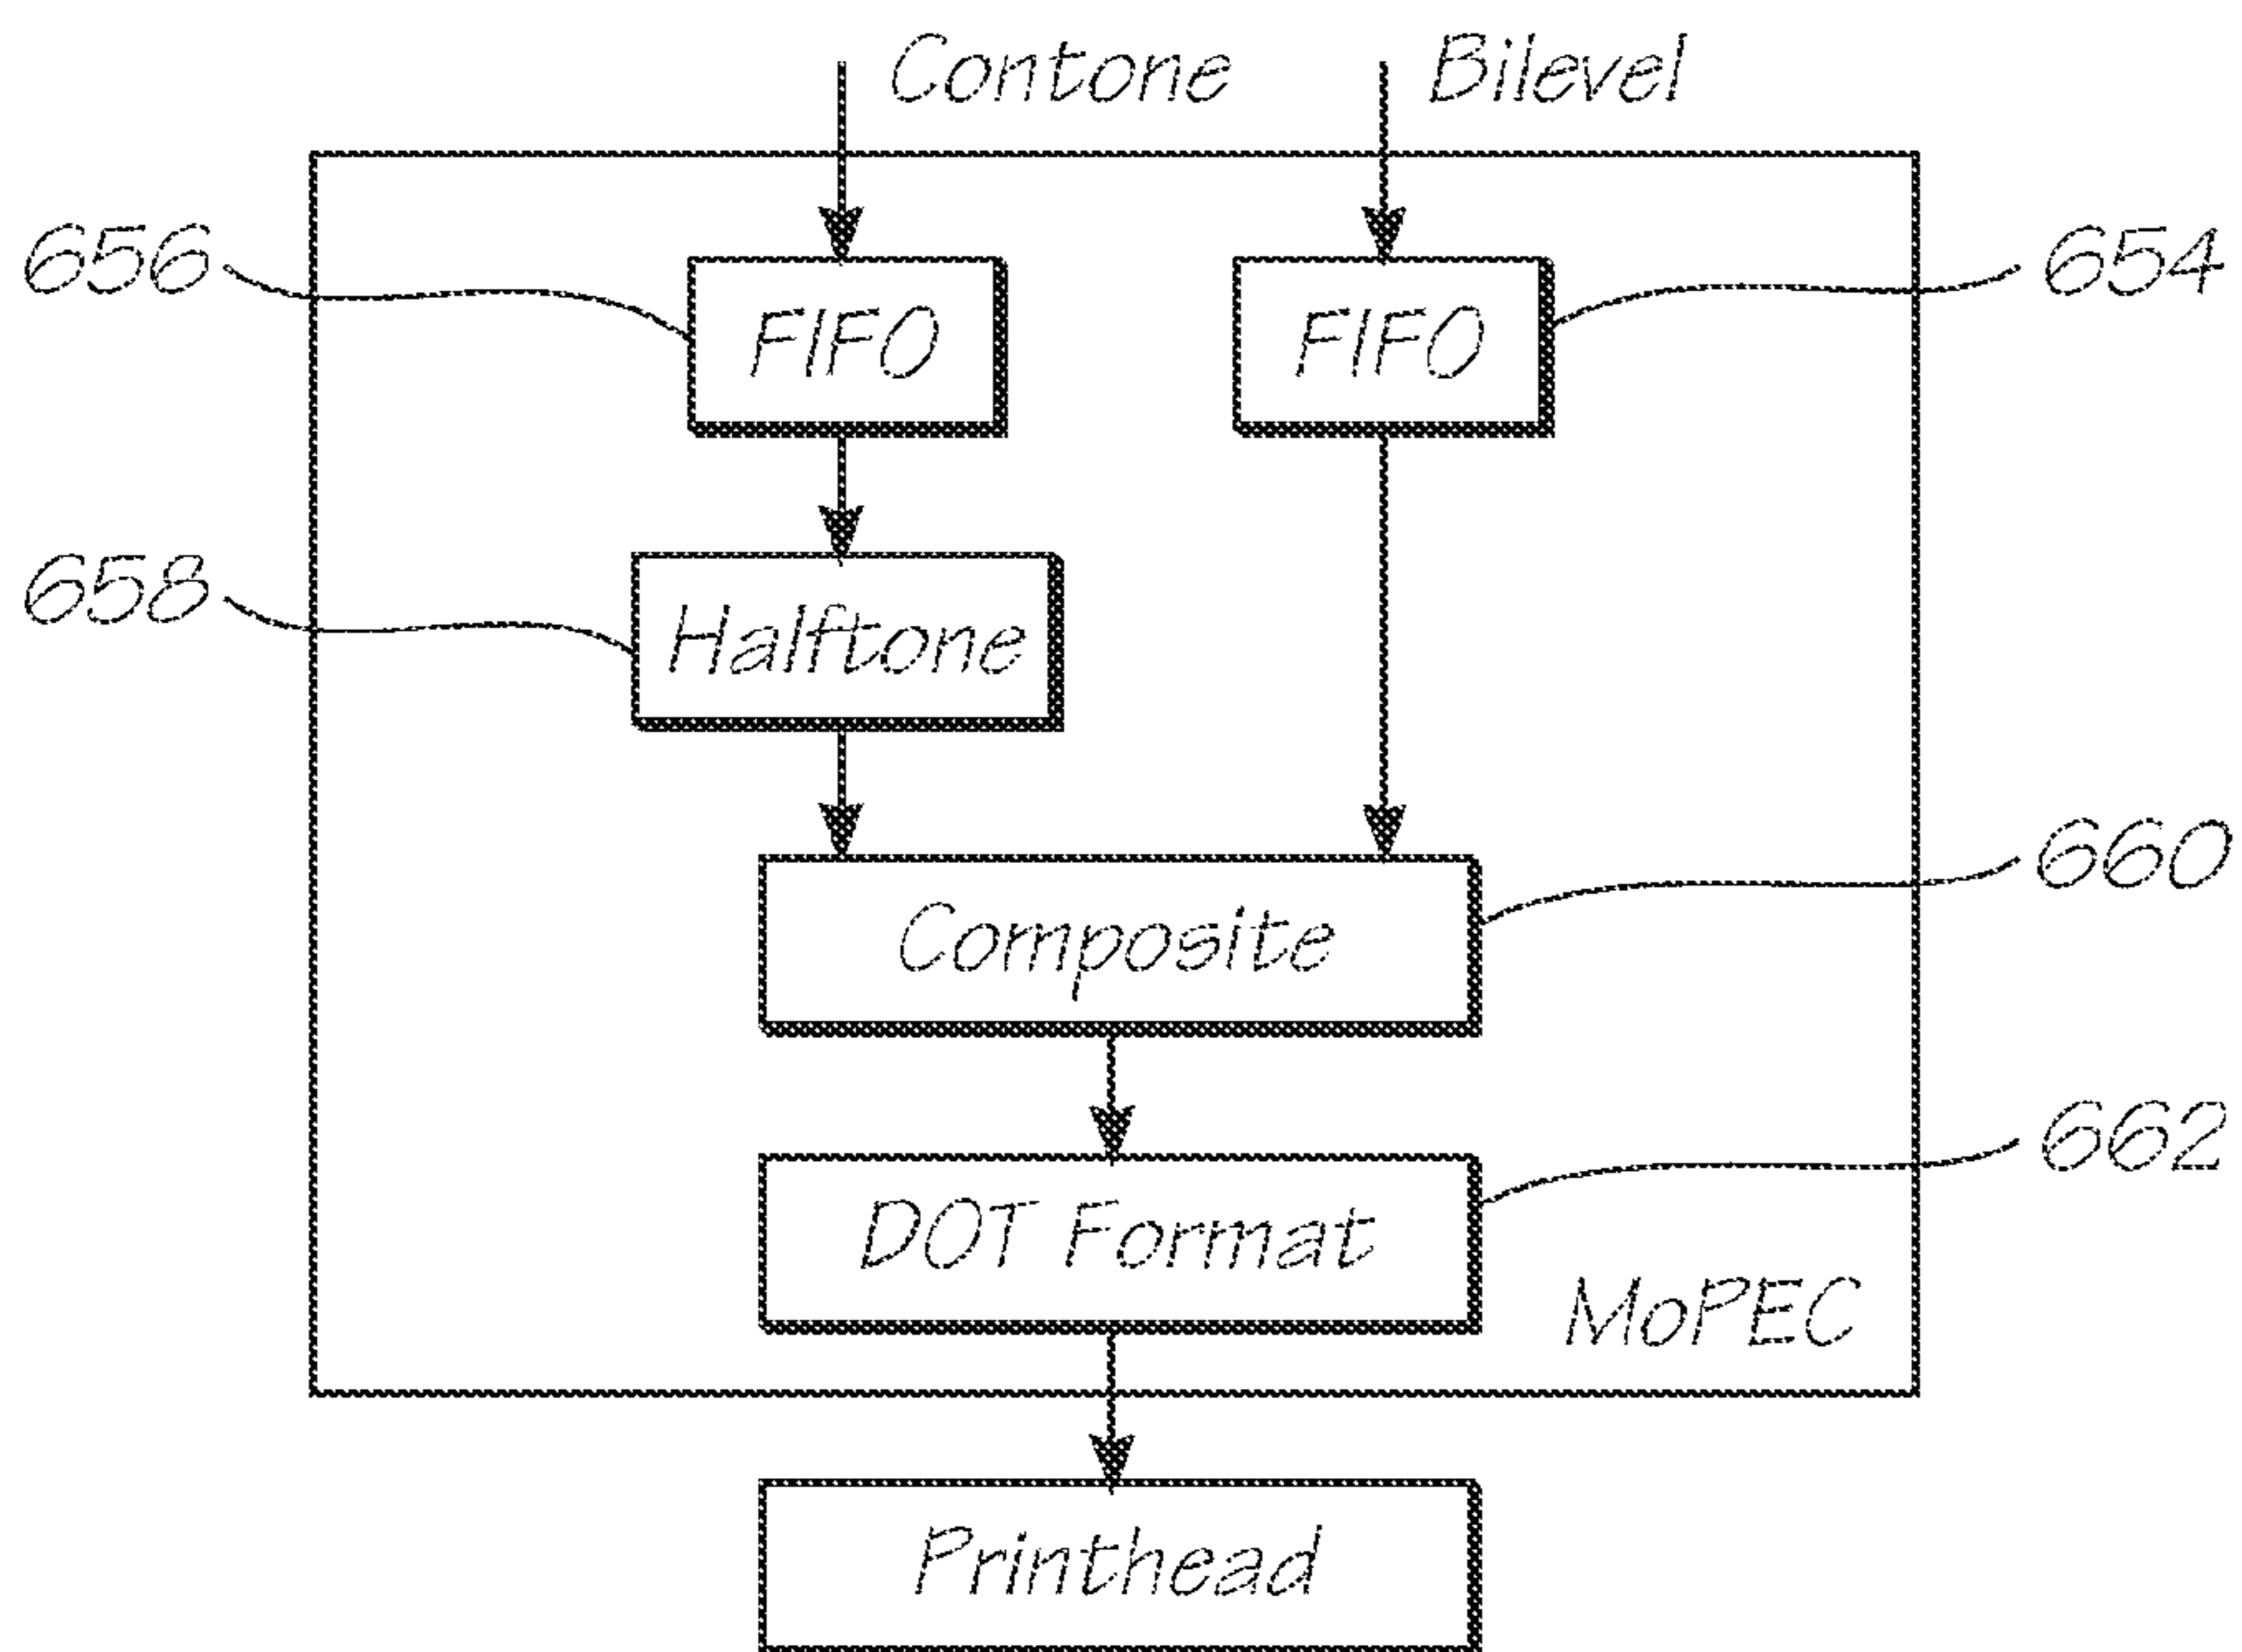 Contone
Bilevel
656
FIFO
FIFO
654
658
Halftone
660
Composite
662
DOT Format
MoPEC
Printhead